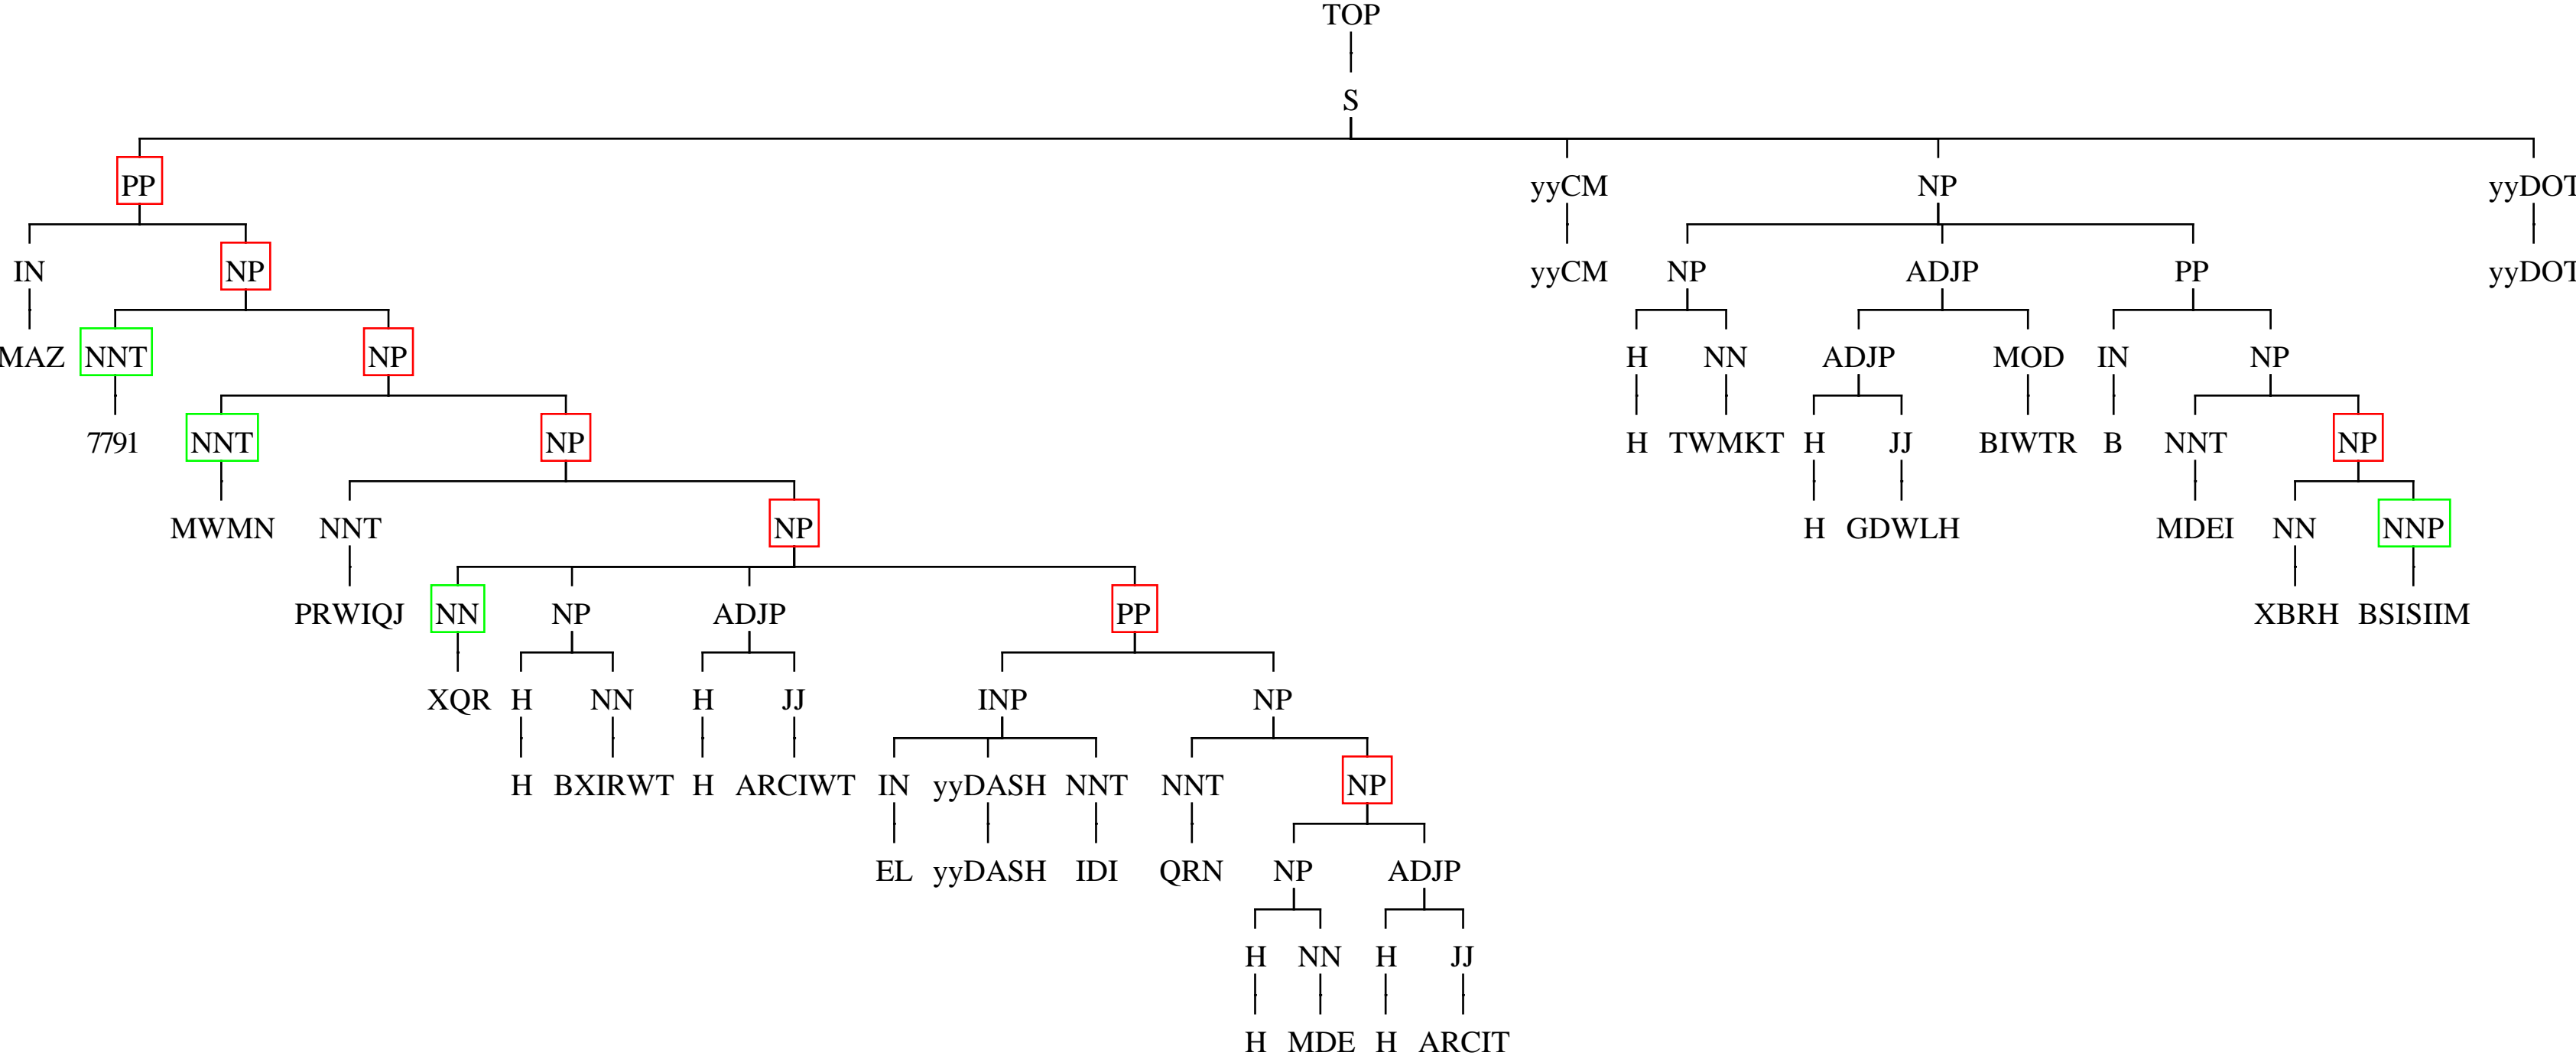 TOP
S
PP yyCM NP yyDOT
IN NP yyCM NP ADJP PP yyDOT
MAZ NNT NP H NN ADJP MOD IN NP
7791 NNT NP H TWMKT H JJ BIWTR B NNT NP
MWMN NNT NP H GDWLH MDEI NN NNP
PRWIQJ NN NP ADJP PP XBRH BSISIIM
XQR H NN H JJ INP NP
H BXIRWT H ARCIWT IN yyDASH NNT NNT NP
EL yyDASH IDI QRN NP ADJP
H NN H JJ
H MDE H ARCIT